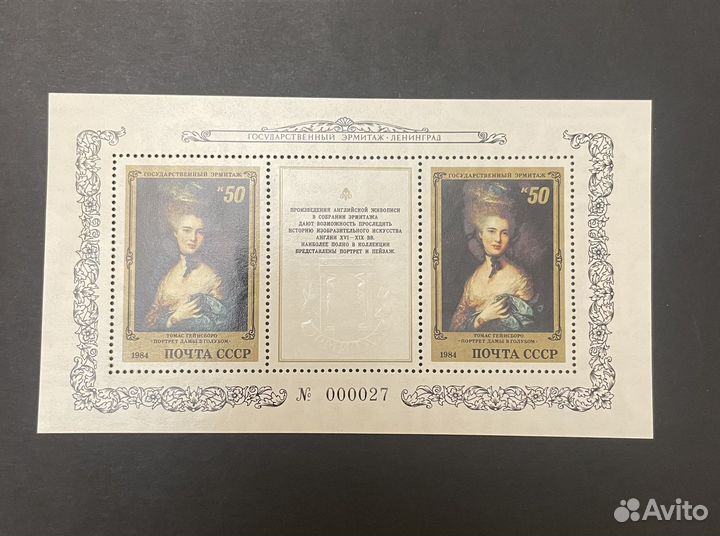 ГОСУДАРСТВЕННЫЙ ЭРМИТАЖ · ЛЕНИНГРАД
ГОСУДАРСТВЕННЫЙ ЭРМИТАЖ
К50
ТОМАС ГЕЙНСБОРО
«ПОРТРЕТ ДАМЫ В ГОЛУБОМ»
1984 ПОЧТА СССР
ПРОИЗВЕДЕНИЯ АНГЛИЙСКОЙ ЖИВОПИСИ
В СОБРАНИИ ЭРМИТАЖА
ДАЮТ ВОЗМОЖНОСТЬ ПРОСЛЕДИТЬ
ИСТОРИЮ ИЗОБРАЗИТЕЛЬНОГО ИСКУССТВА
АНГЛИИ XVI—XIX ВВ.
НАИБОЛЕЕ ПОЛНО В КОЛЛЕКЦИИ
ПРЕДСТАВЛЕНЫ ПОРТРЕТ И ПЕЙЗАЖ.
ГОСУДАРСТВЕННЫЙ ЭРМИТАЖ
К50
ТОМАС ГЕЙНСБОРО
«ПОРТРЕТ ДАМЫ В ГОЛУБОМ»
1984 ПОЧТА СССР
№ 000027
Avito